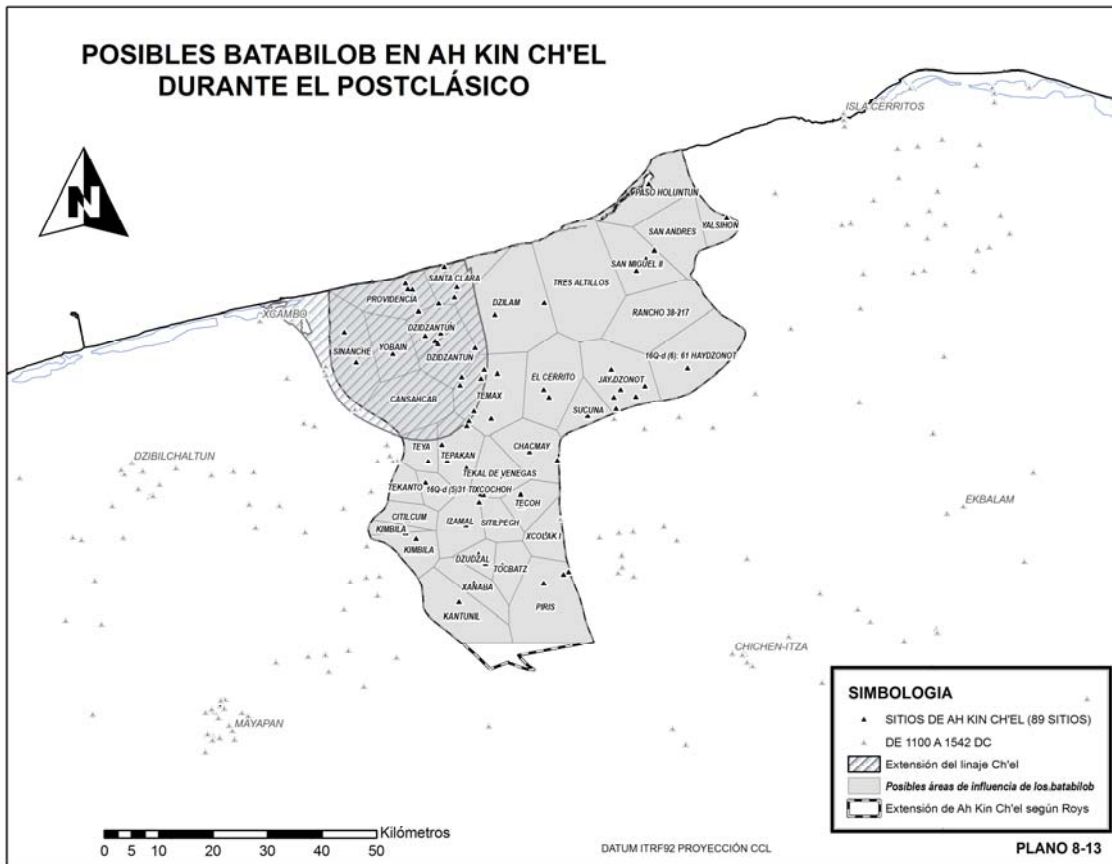 POSIBLES BATABILOB EN AH KIN CH'EL
DURANTE EL POSTCLÁSICO
N
ISLA CERRITOS
PASO HOLUNTUN
YALSIHON
SAN ANDRES
SAN MIGUEL II
SANTA CLARA
TRES ALTILLOS
PROVIDENCIA
DZILAM
XCAMBO
RANCHO 38-217
DZIDZANTUN
SINANCHE
YOBAIN
DZIDZANTUN
16Q-d (6): 61 HAYDZONOT
EL CERRITO
JAYDZONOT
CANSAHCAB
TEMAX
SUCUNA
TEYA
CHACMAY
DZIBILCHALTUN
TEPAKAN
TEKAL DE VENEGAS
TEKANTO
16Q-d (5)31 TIXCOCHOH
TECOH
EKBALAM
CITILCUM
IZAMAL
SITILPECH
KIMBILA
XCOLAK I
KIMBILA
DZUDZAL
TOCBATZ
XANABA
PIRIS
KANTUNIL
CHICHEN-ITZA
MAYAPAN
SIMBOLOGIA
SITIOS DE AH KIN CH'EL (89 SITIOS)
DE 1100 A 1542 DC
Extensión del linaje Ch'el
Posibles áreas de influencia de los batabilob
Extensión de Ah Kin Ch'el según Roys
Kilómetros
0 5 10 20 30 40 50
DATUM ITRF92 PROYECCIÓN CCL
PLANO 8-13